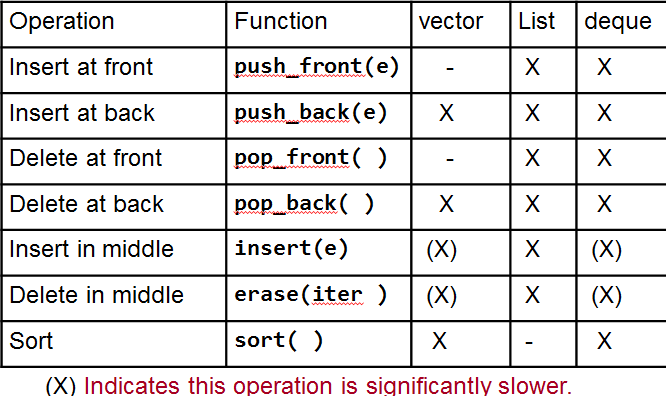 Operation Function vector List deque
Insert at front push_front(e) - X X
Insert at back push_back(e) X X X
Delete at front pop_front( ) - X X
Delete at back pop_back( ) X X X
Insert in middle insert(e) (X) X (X)
Delete in middle erase(iter ) (X) X (X)
Sort sort( ) X - X
(X) Indicates this operation is significantly slower.